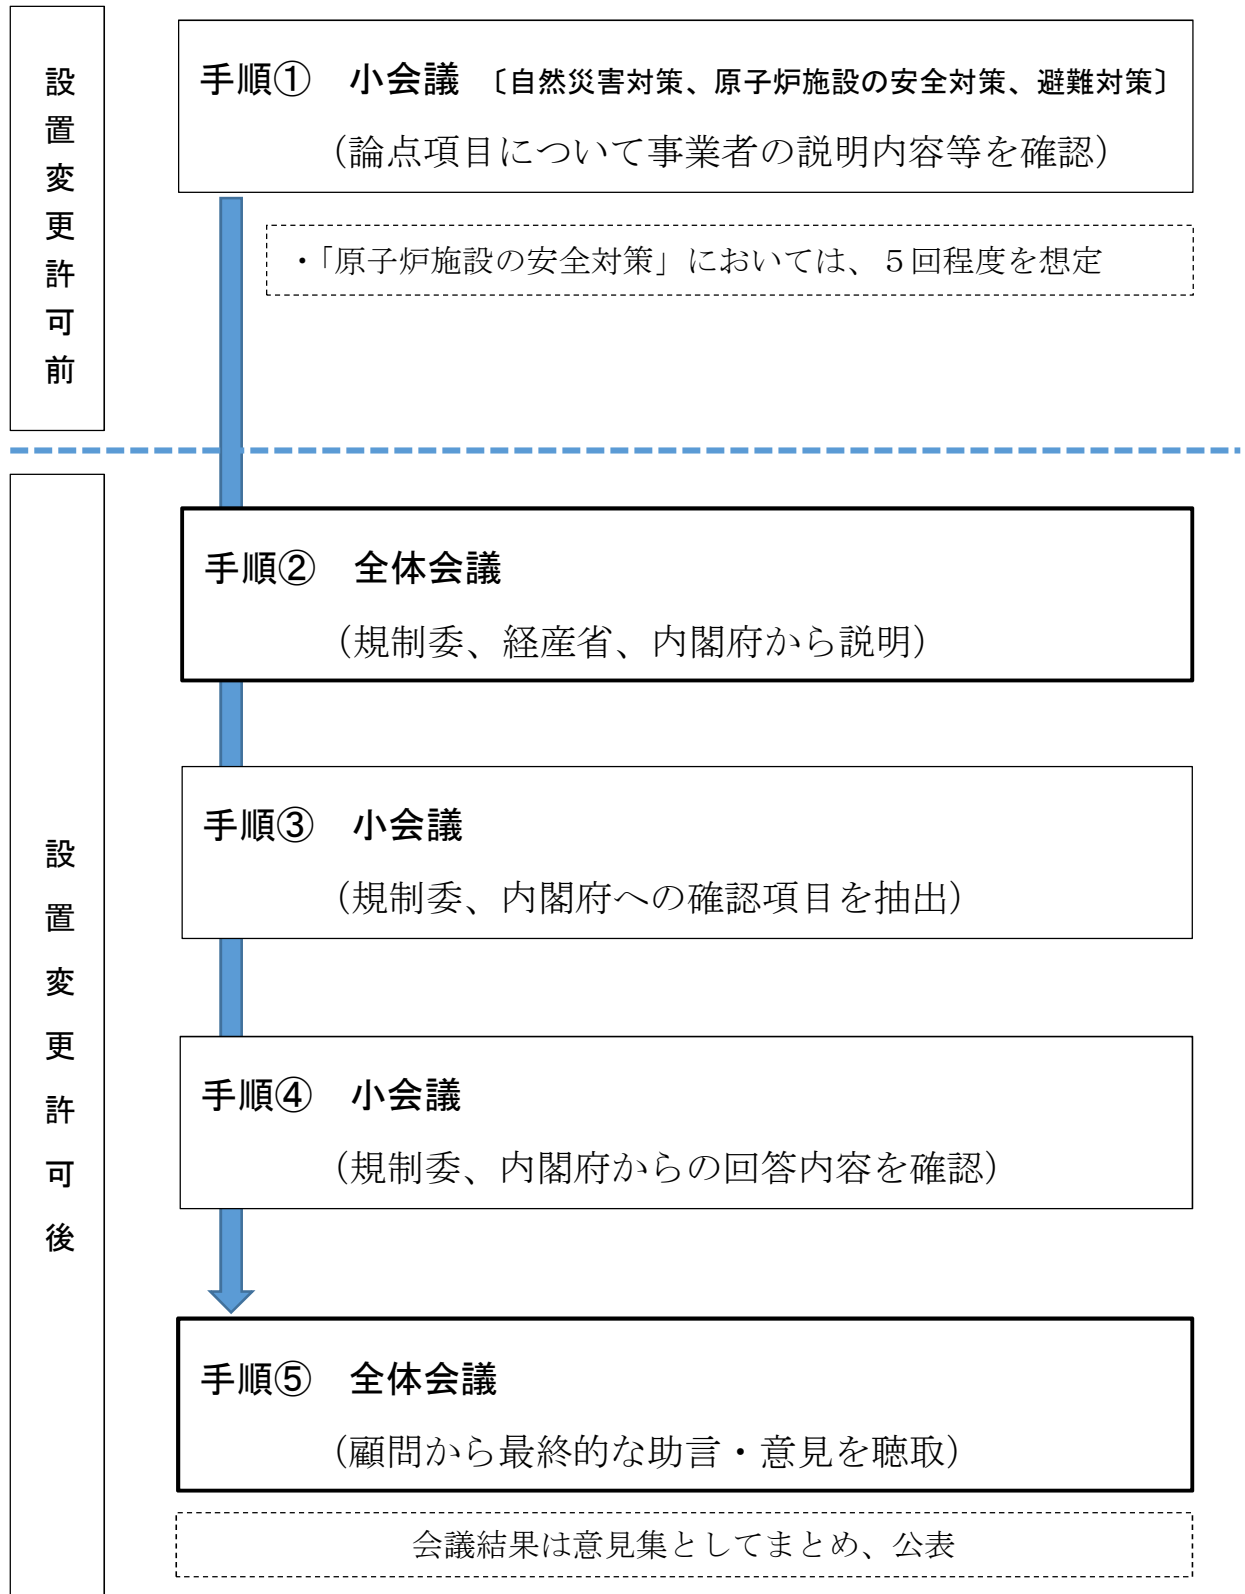 設置変更許可前
手順① 小会議 〔自然災害対策、原子炉施設の安全対策、避難対策〕
（論点項目について事業者の説明内容等を確認）
・「原子炉施設の安全対策」においては、５回程度を想定
設置変更許可後
手順② 全体会議
（規制委、経産省、内閣府から説明）
手順③ 小会議
（規制委、内閣府への確認項目を抽出）
手順④ 小会議
（規制委、内閣府からの回答内容を確認）
手順⑤ 全体会議
（顧問から最終的な助言・意見を聴取）
会議結果は意見集としてまとめ、公表